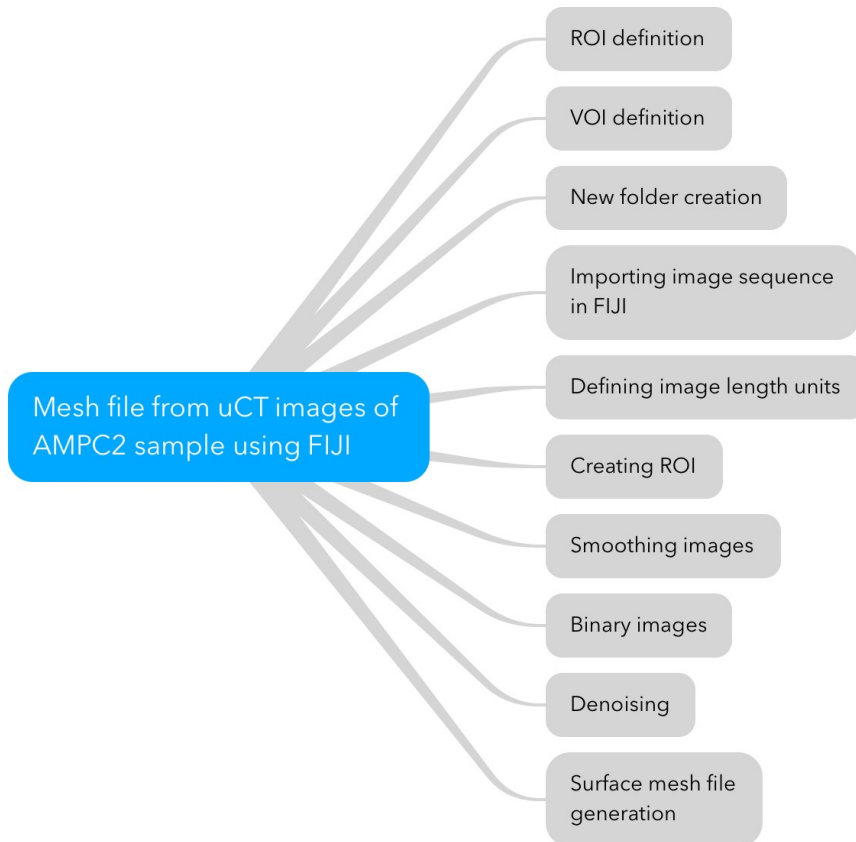 ROI definition
VOI definition
New folder creation
Importing image sequence
in FIJI
Mesh file from uCT images of
AMPC2 sample using FIJI
Defining image length units
Creating ROI
Smoothing images
Binary images
Denoising
Surface mesh file
generation